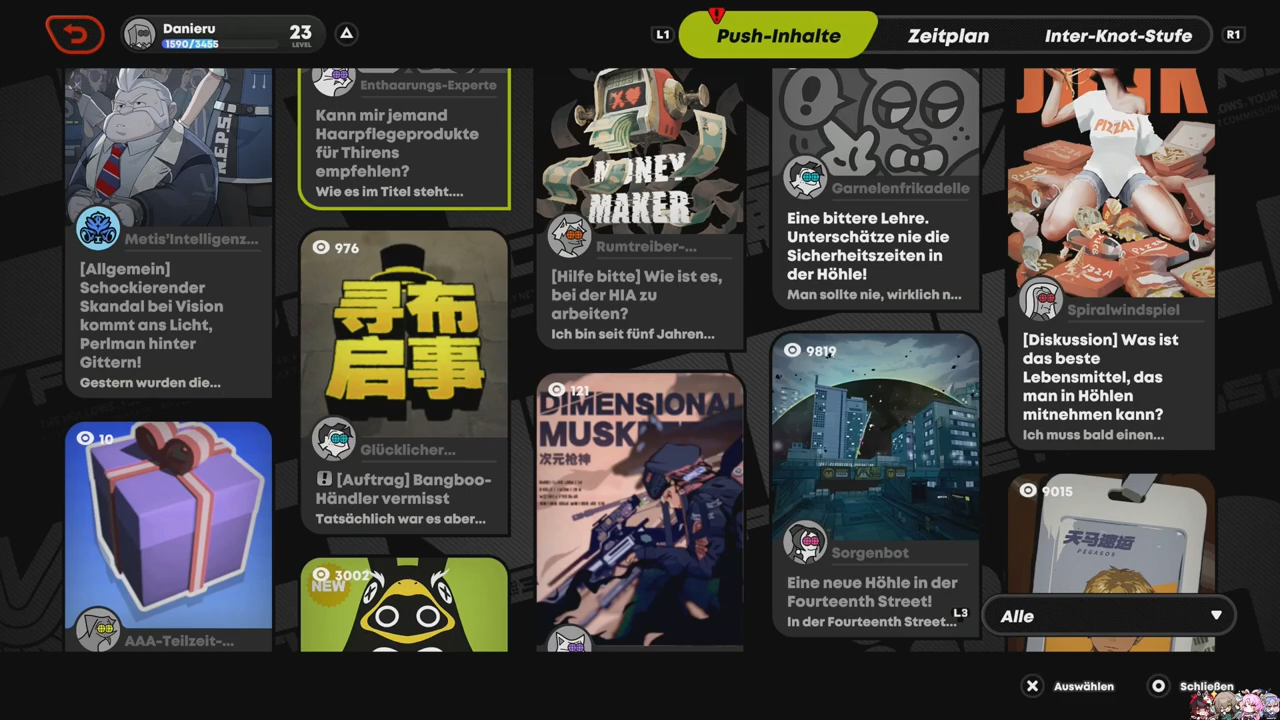 Danieru
1590/3455
23
LEVEL
L1
Push-Inhalte
Zeitplan
Inter-Knot-Stufe
R1
N.E.P.S.
Metis'Intelligenz...
[Allgemein]
Schockierender
Skandal bei Vision
kommt ans Licht,
Perlman hinter
Gittern!
Gestern wurden die...
10
AAA-Teilzeit-...
Enthaarungs-Experte
Kann mir jemand
Haarpflegeprodukte
für Thirens
empfehlen?
Wie es im Titel steht....
976
寻布
启事
Glücklicher...
[Auftrag] Bangboo-
Händler vermisst
Tatsächlich war es aber...
3002
NEW
MONEY
MAKER
Rumtreiber-...
[Hilfe bitte] Wie ist es,
bei der HIA zu
arbeiten?
Ich bin seit fünf Jahren...
121
DIMENSIONAL
次元枪神
Garnelenfrikadelle
Eine bittere Lehre.
Unterschätze nie die
Sicherheitszeiten in
der Höhle!
Man sollte nie, wirklich n...
9819
Sorgenbot
Eine neue Höhle in der
Fourteenth Street!
In der Fourteenth Street...
L3
PIZZA!
PIZZA
Spiralwindspiel
[Diskussion] Was ist
das beste
Lebensmittel, das
man in Höhlen
mitnehmen kann?
Ich muss bald einen...
9015
天马速运
PEGASUS
Alle
Auswählen
Schließen